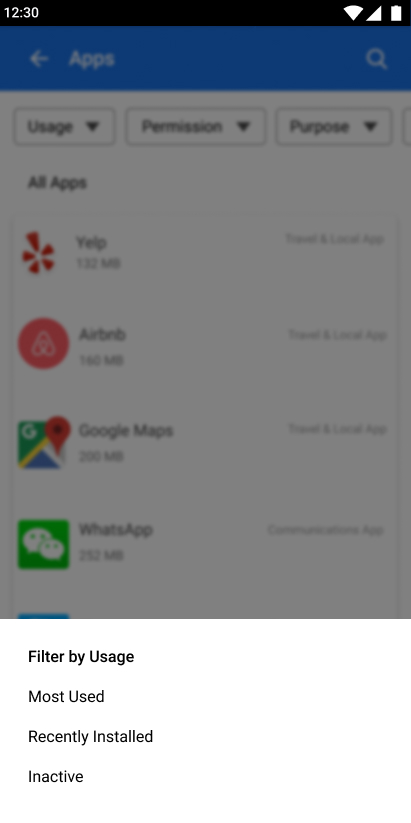 12:30
Apps
Usage Permission Purpose
All Apps
Yelp Travel & Local App
132 MB
Airbnb Travel & Local App
160 MB
G
Google Maps Travel & Local App
200 MB
WhatsApp Communications App
252 MB
Filter by Usage
Most Used
Recently Installed
Inactive